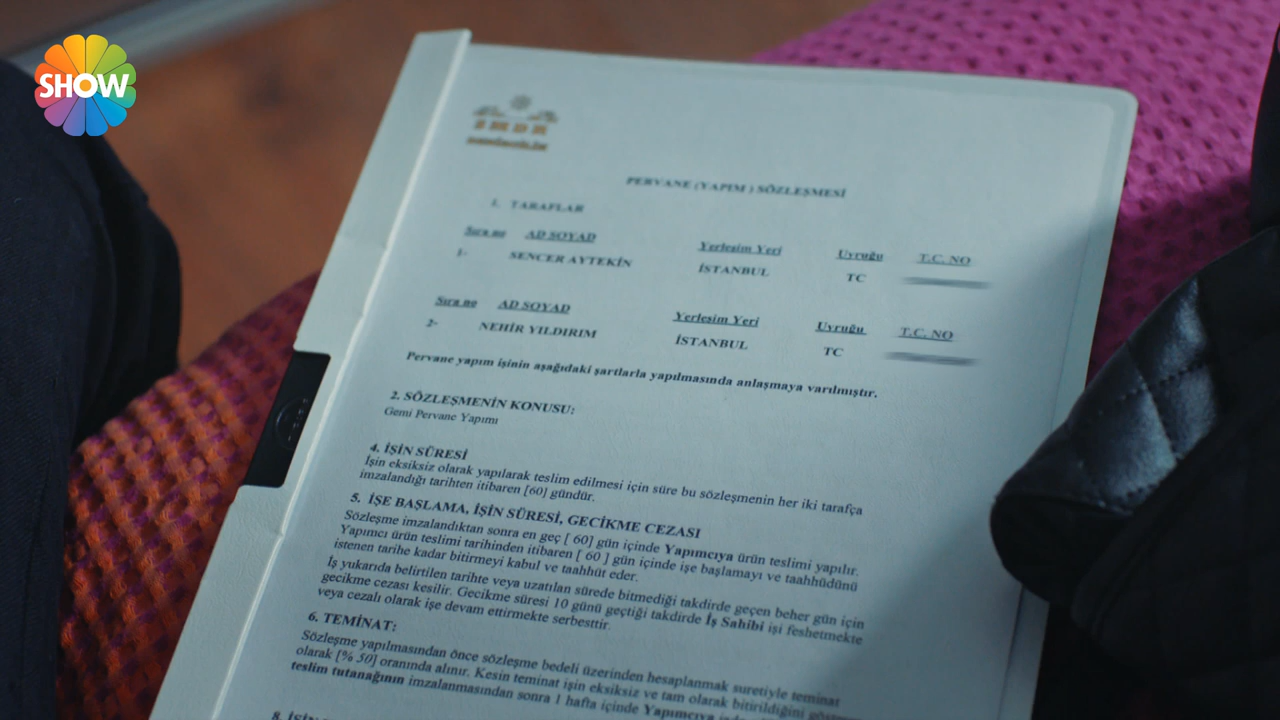 SHOW
PERVANE (YAPIM ) SÖZLEŞMESİ
1. TARAFLAR
Sıra no AD SOYAD Yerleşim Yeri Uyruğu T.C. NO
1- SENCER AYTEKİN İSTANBUL TC
Sıra no AD SOYAD Yerleşim Yeri Uyruğu T.C. NO
2- NEHİR YILDIRIM İSTANBUL TC
Pervane yapım işinin aşağıdaki şartlarla yapılmasında anlaşmaya varılmıştır.
2. SÖZLEŞMENİN KONUSU:
Gemi Pervane Yapımı
4. İŞİN SÜRESİ
İşin eksiksiz olarak yapılarak teslim edilmesi için süre bu sözleşmenin her iki tarafça
imzalandığı tarihten itibaren [60] gündür.
5. İŞE BAŞLAMA, İŞİN SÜRESİ, GECİKME CEZASI
Sözleşme imzalandıktan sonra en geç [ 60] gün içinde Yapımcıya ürün teslimi yapılır.
Yapımcı ürün teslimi tarihinden itibaren [ 60 ] gün içinde işe başlamayı ve taahhüdünü
istenen tarihe kadar bitirmeyi kabul ve taahhüt eder.
İş yukarıda belirtilen tarihte veya uzatılan sürede bitmediği takdirde geçen beher gün için
gecikme cezası kesilir. Gecikme süresi 10 günü geçtiği takdirde İş Sahibi işi feshetmekte
veya cezalı olarak işe devam ettirmekte serbesttir.
6. TEMİNAT:
Sözleşme yapılmasından önce sözleşme bedeli üzerinden hesaplanmak suretiyle teminat
olarak [% 50] oranında alınır. Kesin teminat işin eksiksiz ve tam olarak bitirildiğini
teslim tutanağının imzalanmasından sonra 1 hafta içinde Yapımcıya
8. İŞİN